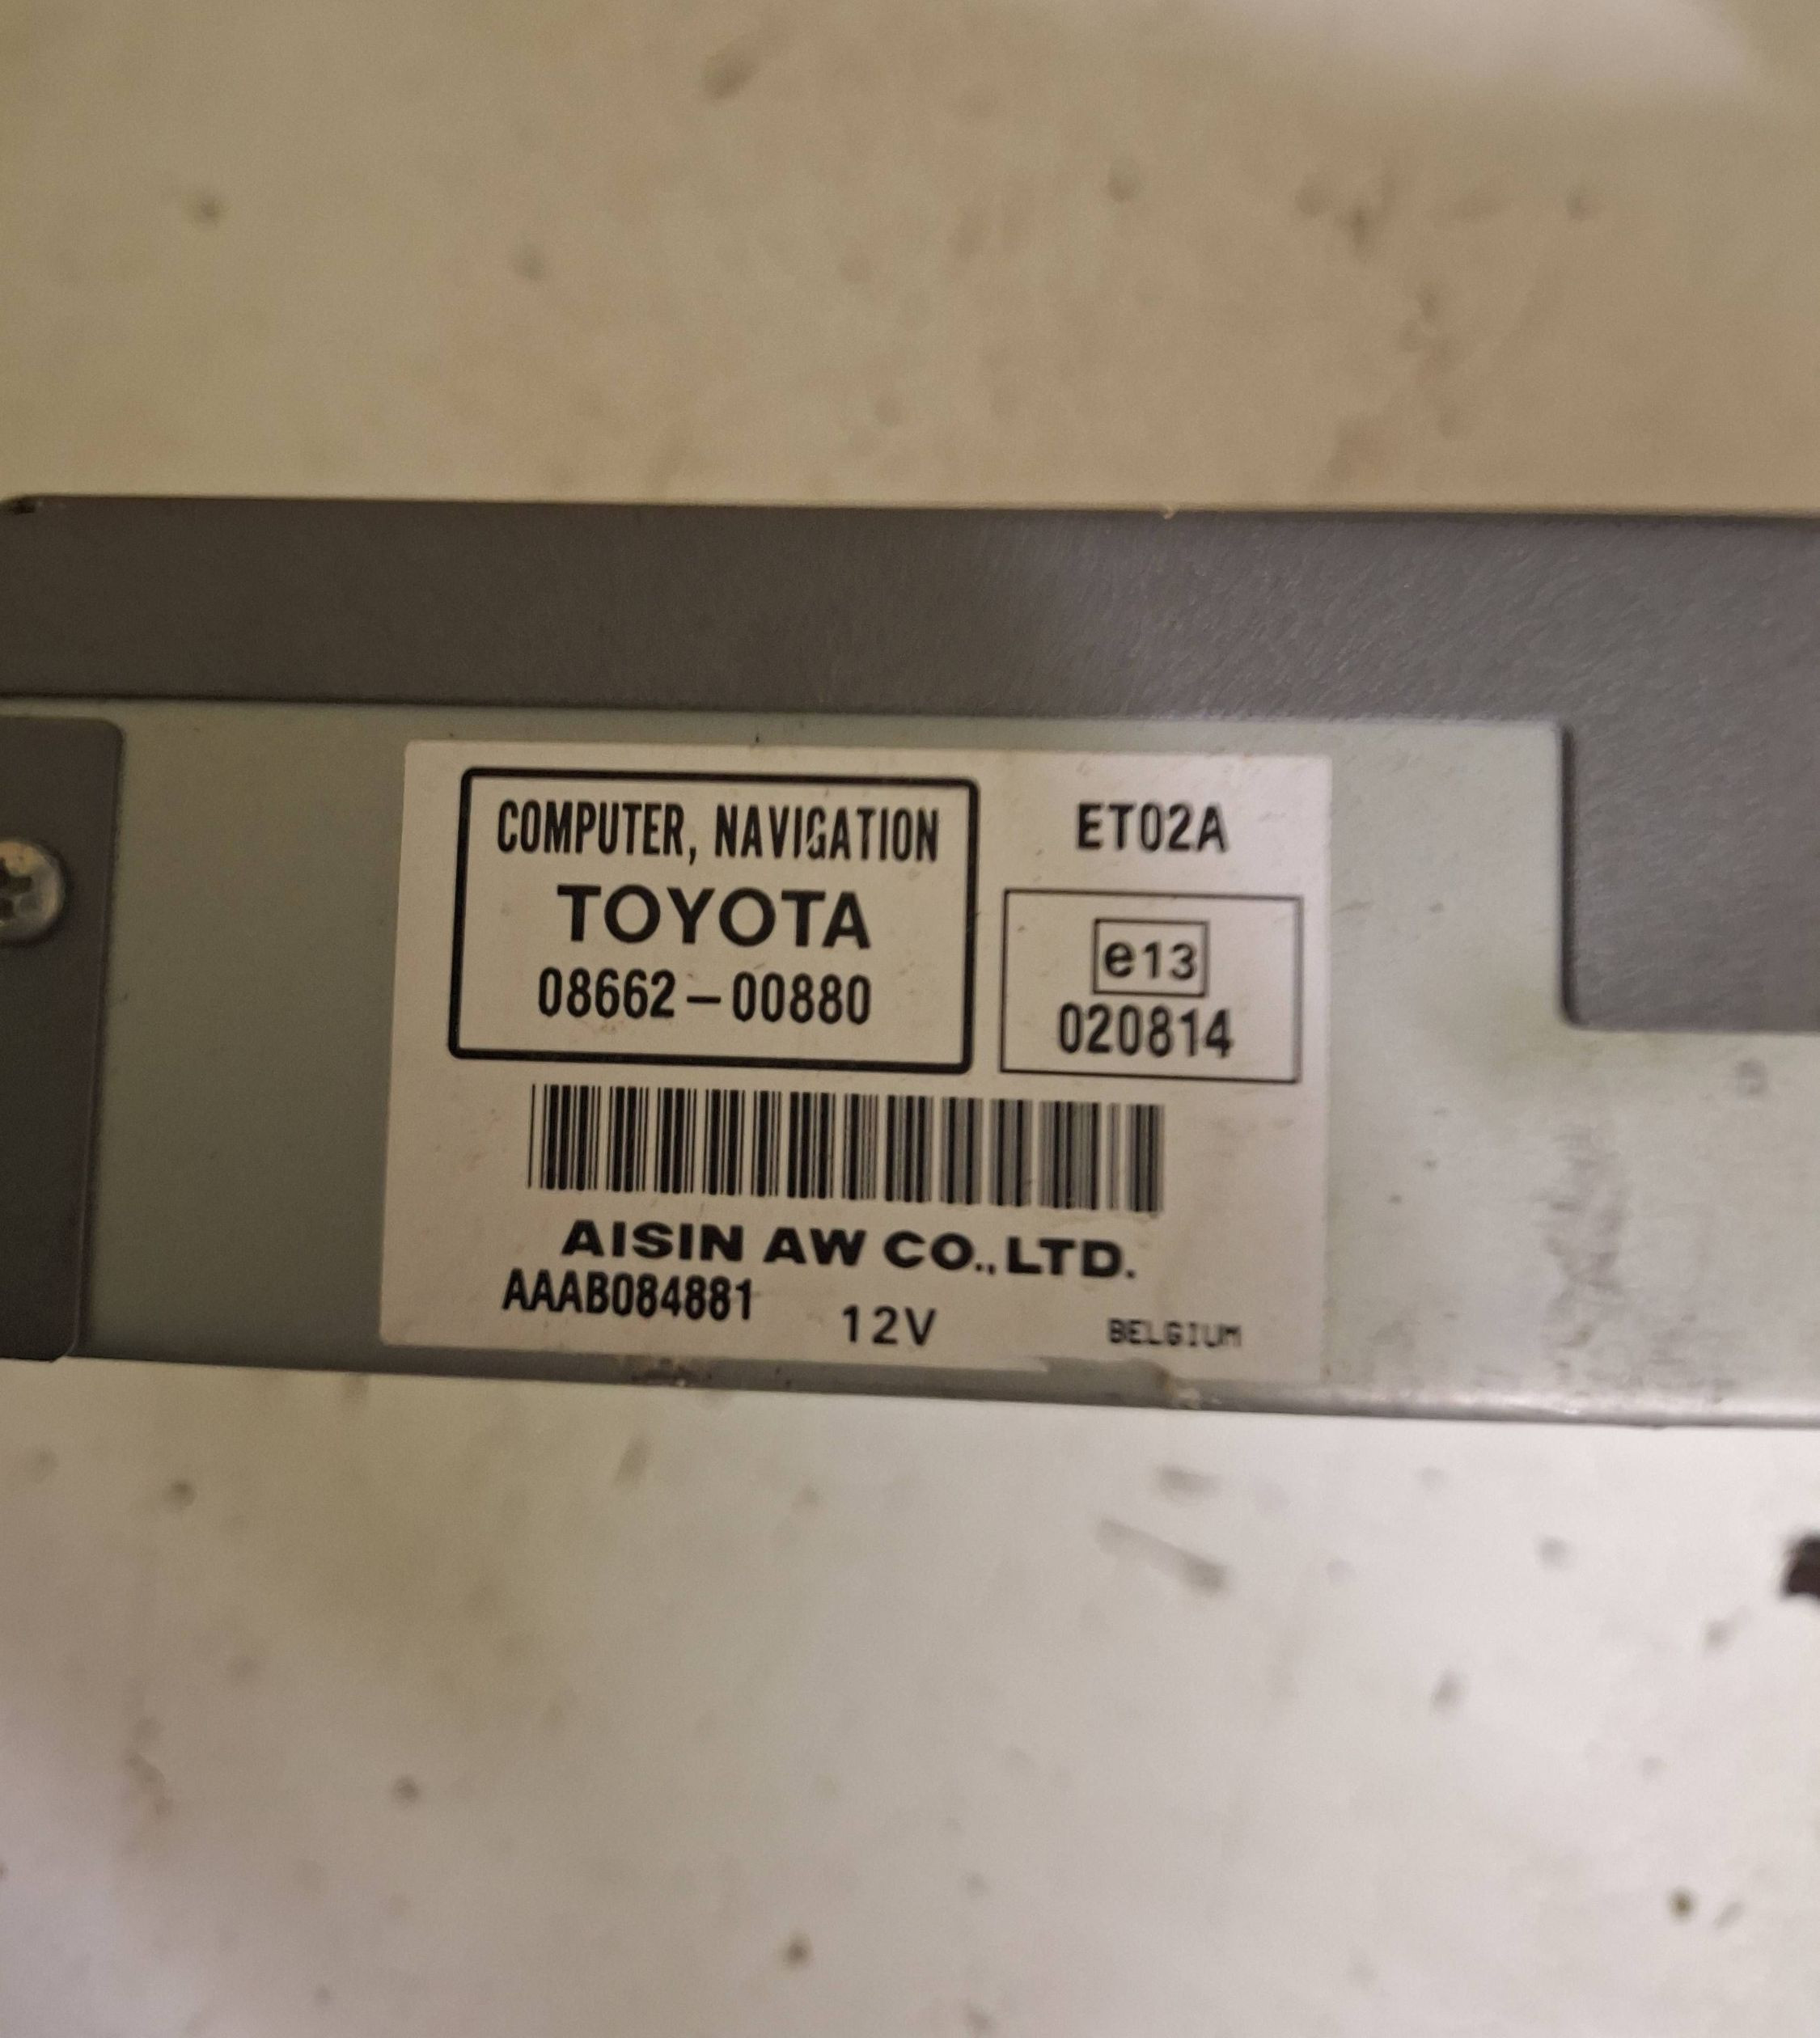 COMPUTER, NAVIGATION
TOYOTA
08662-00880
ET02A
e13
020814
AISIN AW CO., LTD.
AAAB084881
12V
BELGIUM